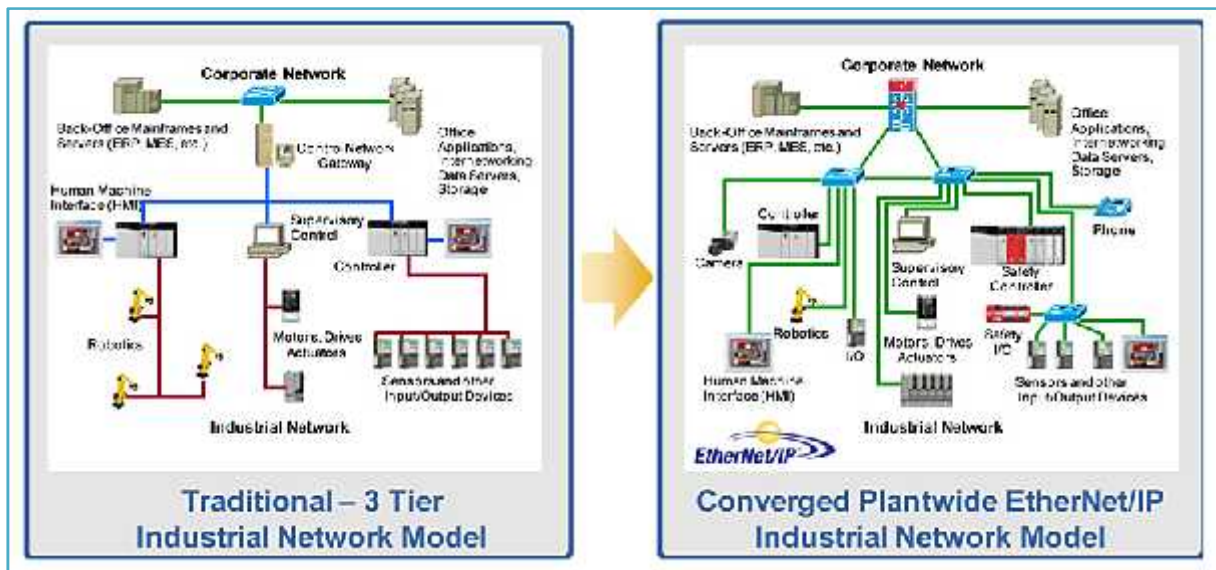 Corporate Network
Back-Office Mainframes and
Servers (ERP, MES, etc.)
Control Network
Gateway
Office
Applications,
Internetworking
Data Servers,
Storage
Human Machine
Interface (HMI)
Supervisory
Control
Controller
Robotics
Motors, Drives
Actuators
Sensors and other
Input/Output Devices
Industrial Network
Traditional – 3 Tier
Industrial Network Model
Corporate Network
Back-Office Mainframes and
Servers (ERP, MES, etc.)
Office
Applications,
Internetworking
Data Servers,
Storage
Controller
Camera
Phone
Supervisory
Control
Safety
Controller
Robotics
I/O
Motors, Drives
Actuators
Safety
I/O
Human Machine
Interface (HMI)
Sensors and other
Input/Output Devices
Industrial Network
EtherNet/IP
Converged Plantwide EtherNet/IP
Industrial Network Model